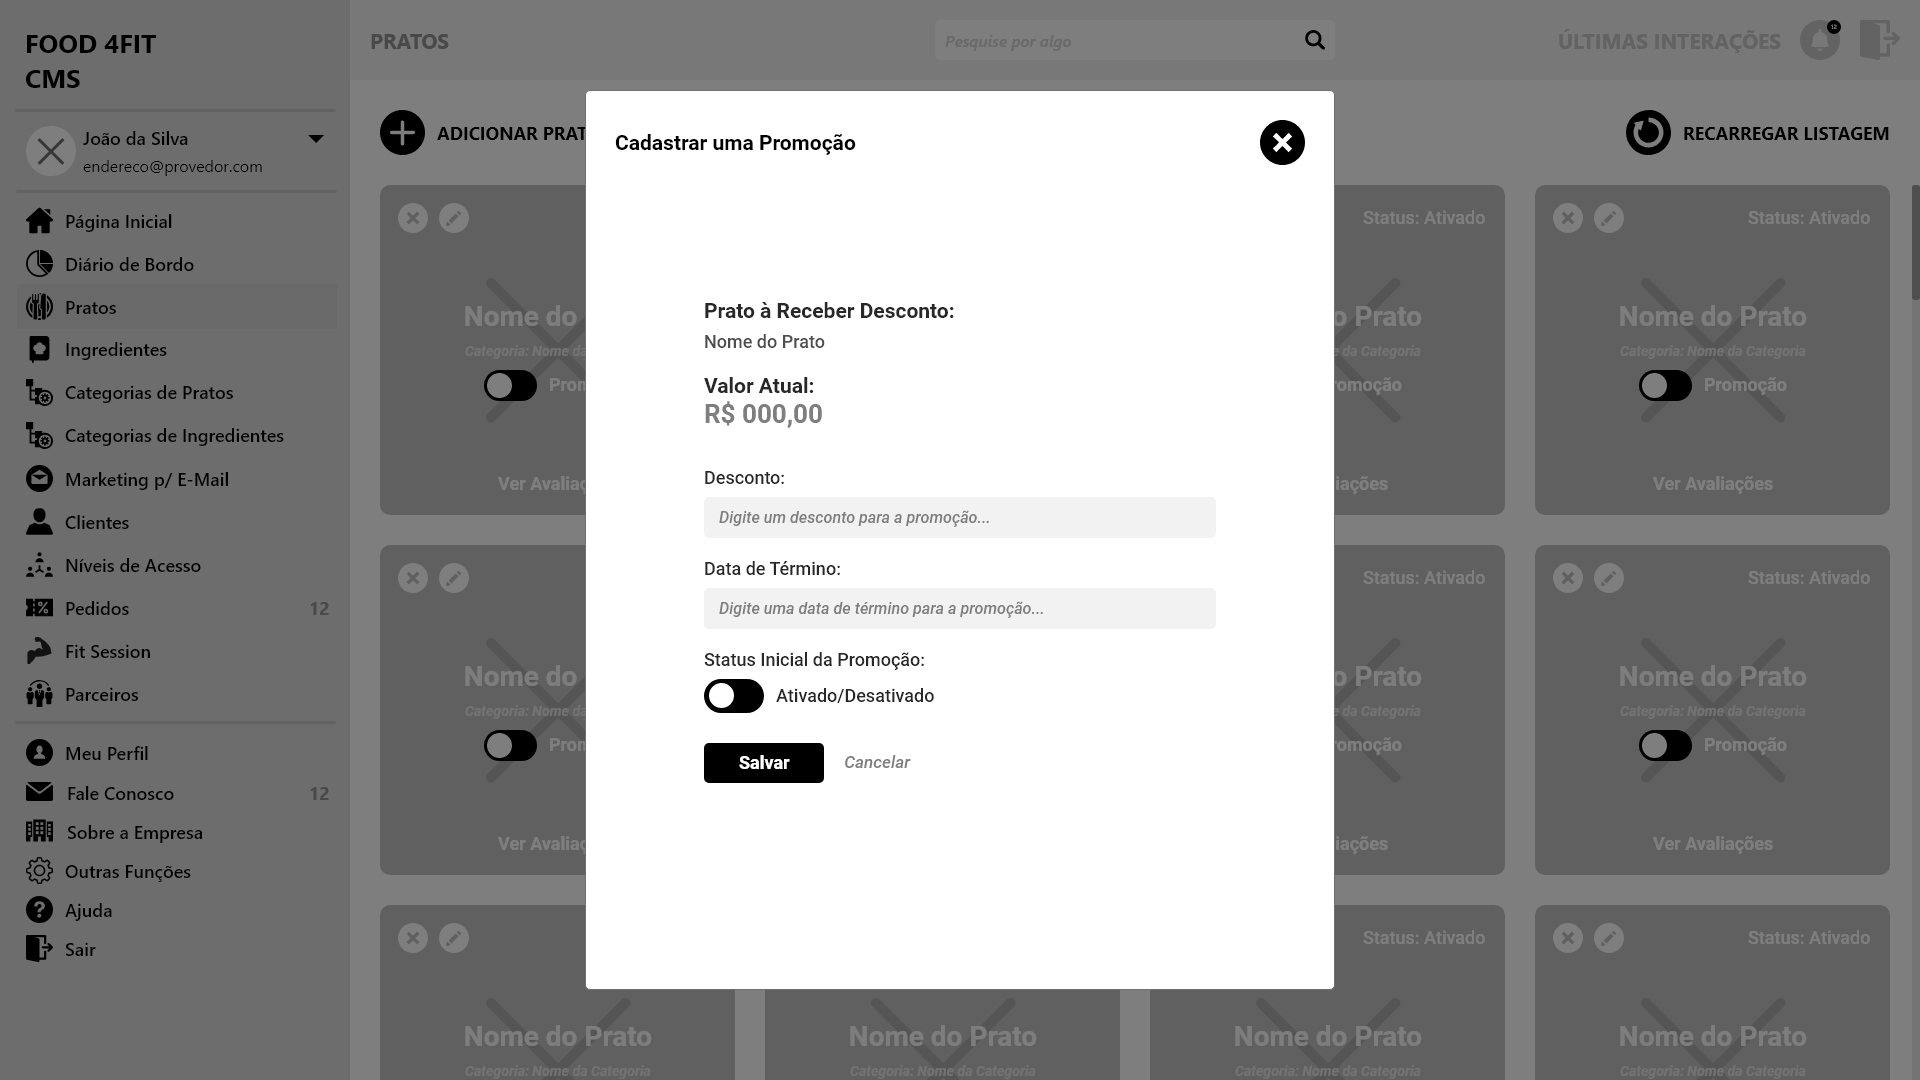 FOOD 4FIT
CMS
João da Silva
endereco@provedor.com
Página Inicial
Diário de Bordo
Pratos
Ingredientes
Categorias de Pratos
Categorias de Ingredientes
Marketing p/ E-Mail
Clientes
Níveis de Acesso
Pedidos 12
Fit Session
Parceiros
Meu Perfil
Fale Conosco 12
Sobre a Empresa
Outras Funções
Ajuda
Sair
PRATOS
Pesquise por algo
ÚLTIMAS INTERAÇÕES
12
ADICIONAR PRAT
RECARREGAR LISTAGEM
Cadastrar uma Promoção
Prato à Receber Desconto:
Nome do Prato
Valor Atual:
R$ 000,00
Desconto:
Digite um desconto para a promoção...
Data de Término:
Digite uma data de término para a promoção...
Status Inicial da Promoção:
Ativado/Desativado
Salvar Cancelar
Status: Ativado Status: Ativado
Nome do o Prato Nome do Prato
Categoria: Nome da e da Categoria Categoria: Nome da Categoria
Prom romoção Promoção
Ver Avaliaç iações Ver Avaliações
Status: Ativado Status: Ativado
Nome do o Prato Nome do Prato
Categoria: Nome da e da Categoria Categoria: Nome da Categoria
Prom romoção Promoção
Ver Avaliaç iações Ver Avaliações
Status: Ativado Status: Ativado
Nome do Prato Nome do Prato Nome do Prato Nome do Prato
Categoria: Nome da Categoria Categoria: Nome da Categoria Categoria: Nome da Categoria Categoria: Nome da Categoria